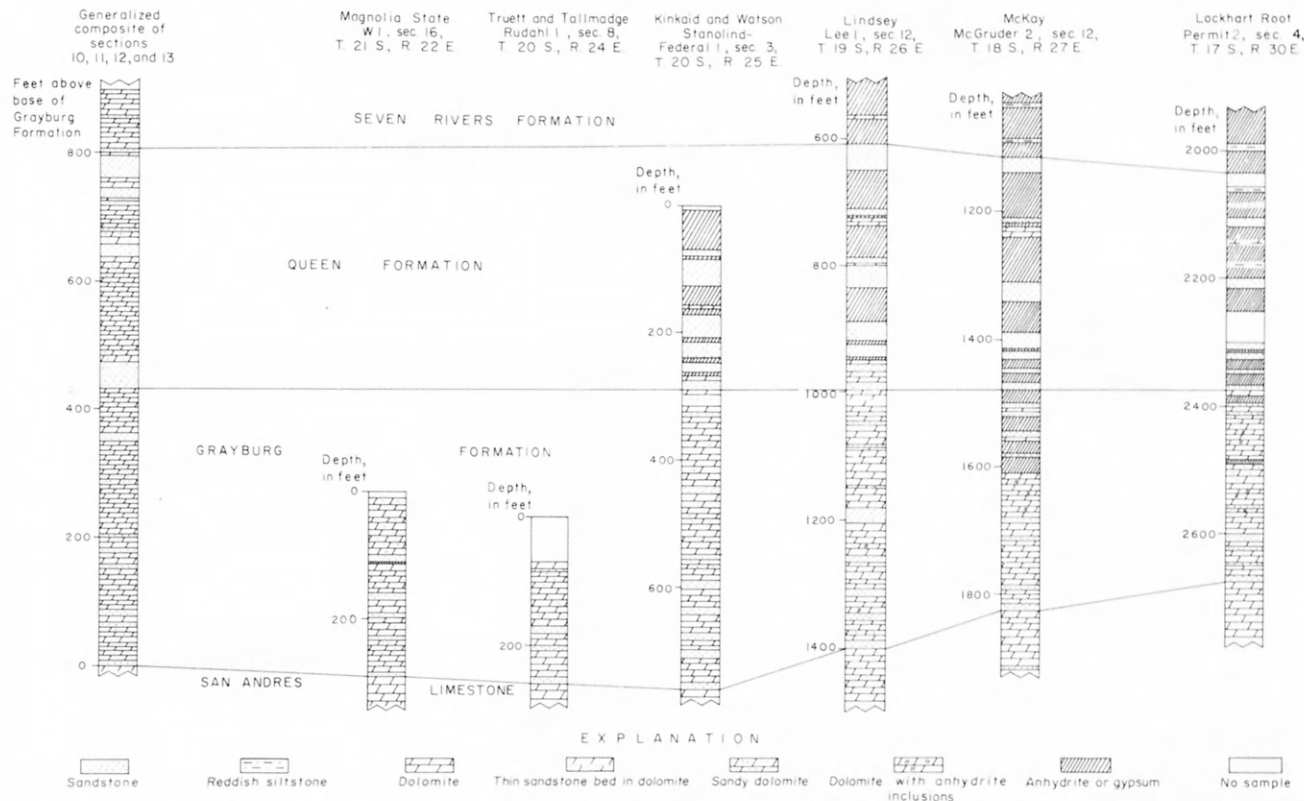 Generalized
composite of
sections
10, 11, 12, and 13
Magnolia State
W 1, sec. 16,
T. 21 S, R 22 E.
Truett and Tallmadge
Rudahl 1, sec. 8,
T. 20 S, R. 24 E.
Kinkaid and Watson
Stanolind-
Federal 1, sec. 3,
T 20 S, R 25 E.
Lindsey
Lee 1, sec. 12,
T 19 S, R 26 E
McKay
McGruder 2, sec. 12,
T. 18 S, R 27 E.
Lockhart Root
Permit 2, sec. 4,
T. 17 S, R 30 E.
Feet above
base of
Grayburg
Formation
800
600
400
200
0
SEVEN RIVERS FORMATION
QUEEN FORMATION
GRAYBURG FORMATION
SAN ANDRES LIMESTONE
Depth,
in feet
0
200
Depth,
in feet
0
200
Depth,
in feet
0
200
400
600
Depth,
in feet
600
800
1000
1200
1400
Depth,
in feet
1200
1400
1600
1800
Depth,
in feet
2000
2200
2400
2600
EXPLANATION
Sandstone
Reddish siltstone
Dolomite
Thin sandstone bed in dolomite
Sandy dolomite
Dolomite with anhydrite
inclusions
Anhydrite or gypsum
No sample